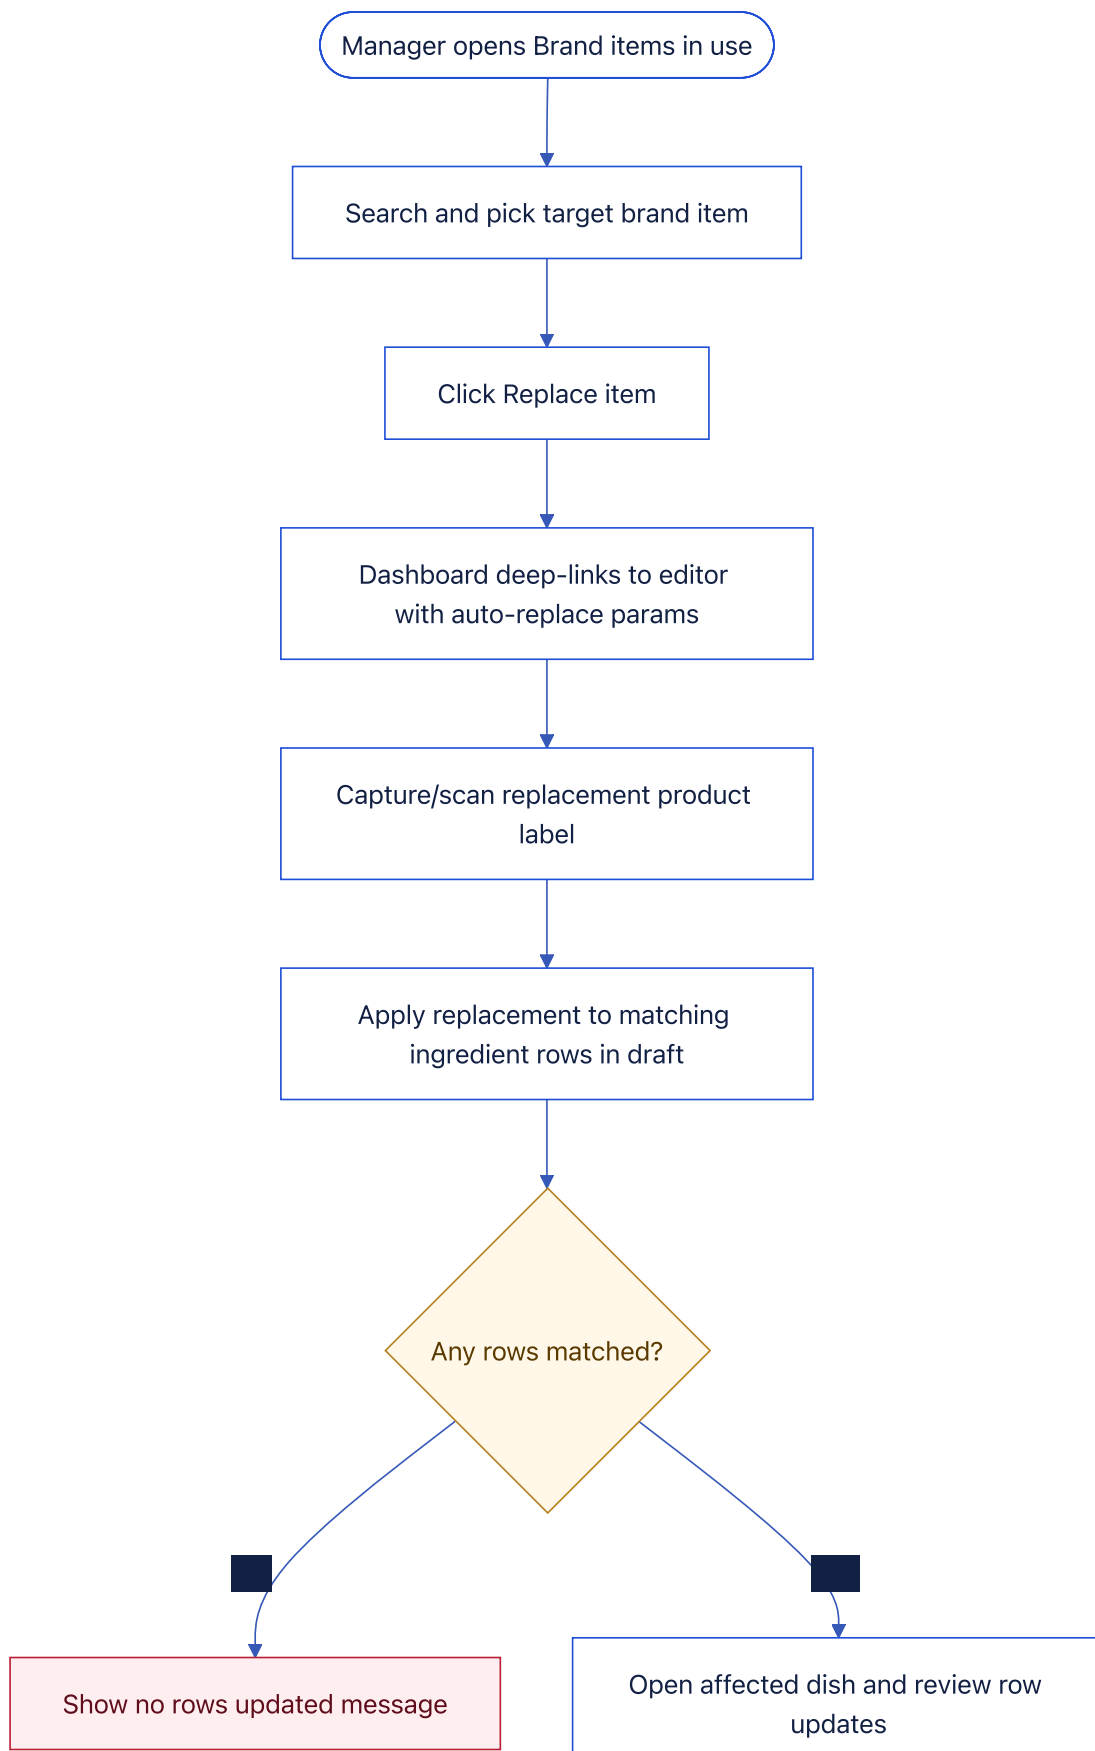 Manager opens Brand items in use
Search and pick target brand item
Click Replace item
Dashboard deep-links to editor
with auto-replace params
Capture/scan replacement product
label
Apply replacement to matching
ingredient rows in draft
Any rows matched?
Show no rows updated message
Open affected dish and review row
updates